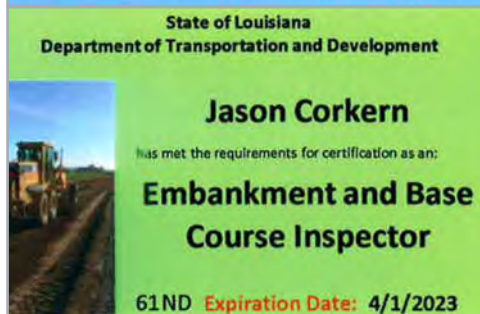 State of Louisiana
Department of Transportation and Development
Jason Corkern
has met the requirements for certification as an:
Embankment and Base
Course Inspector
61ND Expiration Date: 4/1/2023